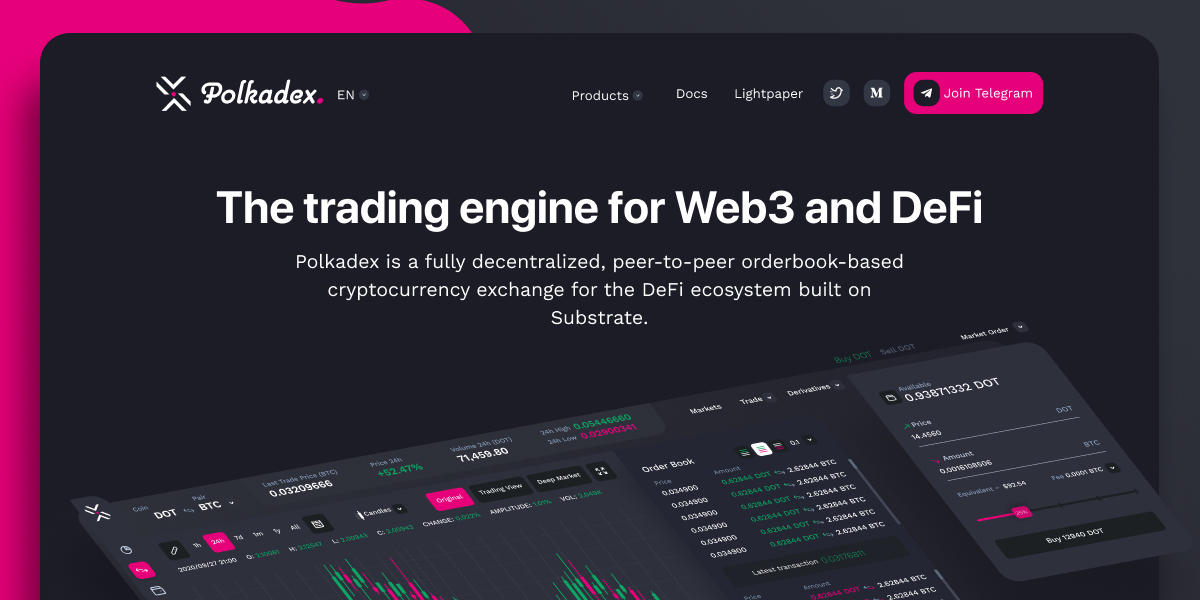 Polkadex.
EN
Products
Docs
Lightpaper
M
Join Telegram
The trading engine for Web3 and DeFi
Polkadex is a fully decentralized, peer-to-peer orderbook-based
cryptocurrency exchange for the DeFi ecosystem built on
Substrate.
Buy DOT
Sell DOT
Market Order
Available
0.93871332 DOT
Price
DOT
14.4560
Amount
BTC
0.0016108506
Equivalent ~ $92.54
Fee 0.0001 BTC
25%
Buy 12940 DOT
Markets
Trade
Derivatives
Coin
Pair
DOT
BTC
Last Trade Price (BTC)
0.03209666
Price 24h
+52.47%
Volume 24h (DOT)
71,459.80
24h High 0.05446660
24h Low 0.02990341
1h
24h
7d
1m
1y
All
Candles
Original
Trading View
Deep Market
2020/09/27 21:00
CHANGE: 0.022%
AMPLITUDE: 1.01%
VOL: 2.049K
Order Book
0.1
Price
Amount
0.034900
0.62844 DOT
2.62844 BTC
0.034900
0.62844 DOT
2.62844 BTC
0.034900
0.62844 DOT
2.62844 BTC
0.034900
0.62844 DOT
2.62844 BTC
0.034900
0.62844 DOT
2.62844 BTC
0.034900
0.62844 DOT
2.62844 BTC
Latest transaction 0.03176811
Price
Amount
0.62844 DOT
2.62844 BTC
2.62844 BTC